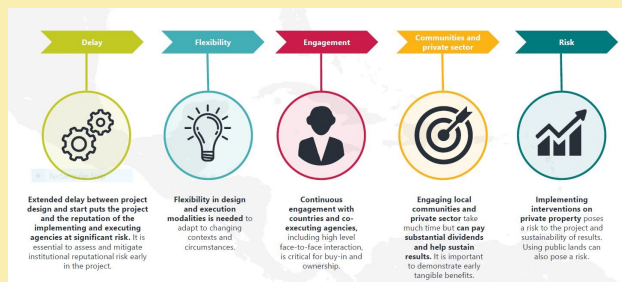 Delay
Flexibility
Engagement
Communities and
private sector
Risk
Extended delay between project
design and start puts the project
and the reputation of the
implementing and executing
agencies at significant risk. It is
essential to assess and mitigate
institutional reputational risk early
in the project.
Flexibility in design
and execution
modalities is needed to
adapt to changing
contexts and
circumstances.
Continuous
engagement with
countries and co-
executing agencies,
including high level
face-to-face interaction,
is critical for buy-in and
ownership.
Engaging local
communities and
private sector take
much time but can pay
substantial dividends
and help sustain
results. It is important
to demonstrate early
tangible benefits.
Implementing
interventions on
private property poses
a risk to the project and
sustainability of results.
Using public lands can
also pose a risk.